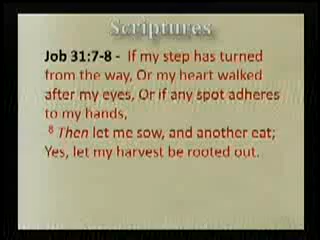 Scriptures
Job 31:7-8 - If my step has turned
from the way, Or my heart walked
after my eyes, Or if any spot adheres
to my hands,
8 Then let me sow, and another eat;
Yes, let my harvest be rooted out.